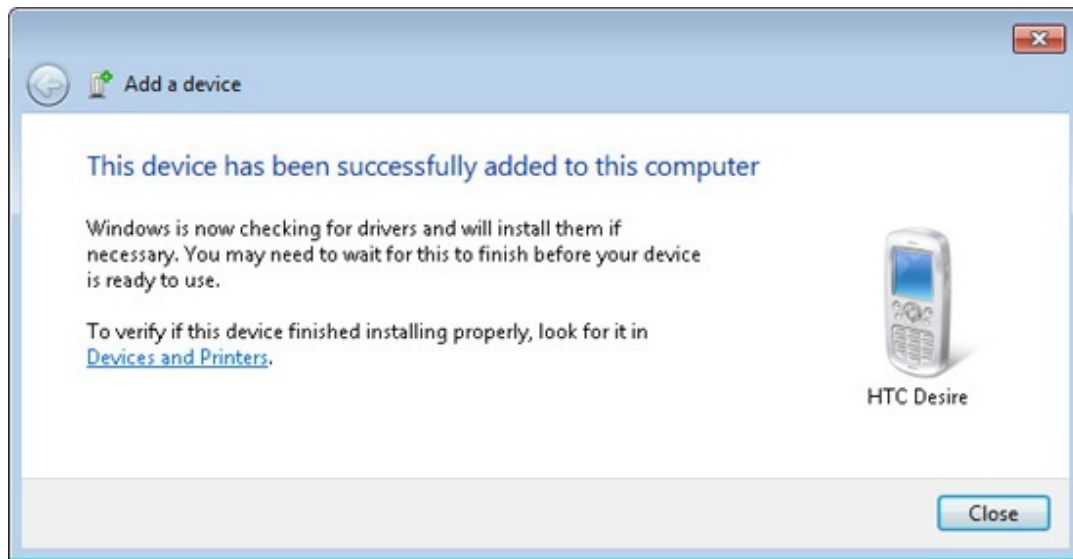 Add a device
This device has been successfully added to this computer
Windows is now checking for drivers and will install them if
necessary. You may need to wait for this to finish before your device
is ready to use.
To verify if this device finished installing properly, look for it in
Devices and Printers.
HTC Desire
Close